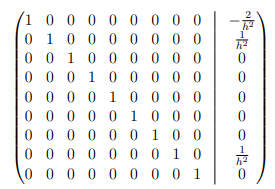 1 0 0 0 0 0 0 0 0 | -2/h²
0 1 0 0 0 0 0 0 0 | 1/h²
0 0 1 0 0 0 0 0 0 | 0
0 0 0 1 0 0 0 0 0 | 0
0 0 0 0 1 0 0 0 0 | 0
0 0 0 0 0 1 0 0 0 | 0
0 0 0 0 0 0 1 0 0 | 0
0 0 0 0 0 0 0 1 0 | 1/h²
0 0 0 0 0 0 0 0 1 | 0